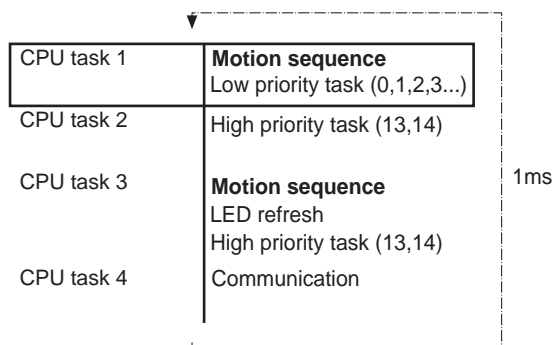 CPU task 1
Motion sequence
Low priority task (0,1,2,3...)
CPU task 2
High priority task (13,14)
CPU task 3
Motion sequence
LED refresh
High priority task (13,14)
CPU task 4
Communication
1ms